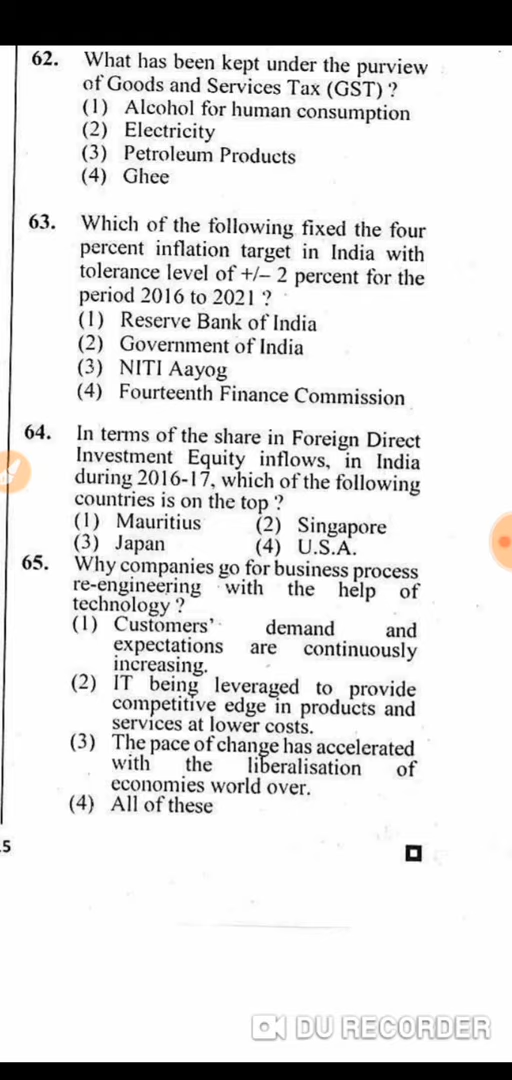 62. What has been kept under the purview
of Goods and Services Tax (GST) ?
(1) Alcohol for human consumption
(2) Electricity
(3) Petroleum Products
(4) Ghee
63. Which of the following fixed the four
percent inflation target in India with
tolerance level of +/– 2 percent for the
period 2016 to 2021 ?
(1) Reserve Bank of India
(2) Government of India
(3) NITI Aayog
(4) Fourteenth Finance Commission
64. In terms of the share in Foreign Direct
Investment Equity inflows, in India
during 2016-17, which of the following
countries is on the top ?
(1) Mauritius (2) Singapore
(3) Japan (4) U.S.A.
65. Why companies go for business process
re-engineering with the help of
technology ?
(1) Customers' demand and
expectations are continuously
increasing.
(2) IT being leveraged to provide
competitive edge in products and
services at lower costs.
(3) The pace of change has accelerated
with the liberalisation of
economies world over.
(4) All of these
5
DU RECORDER